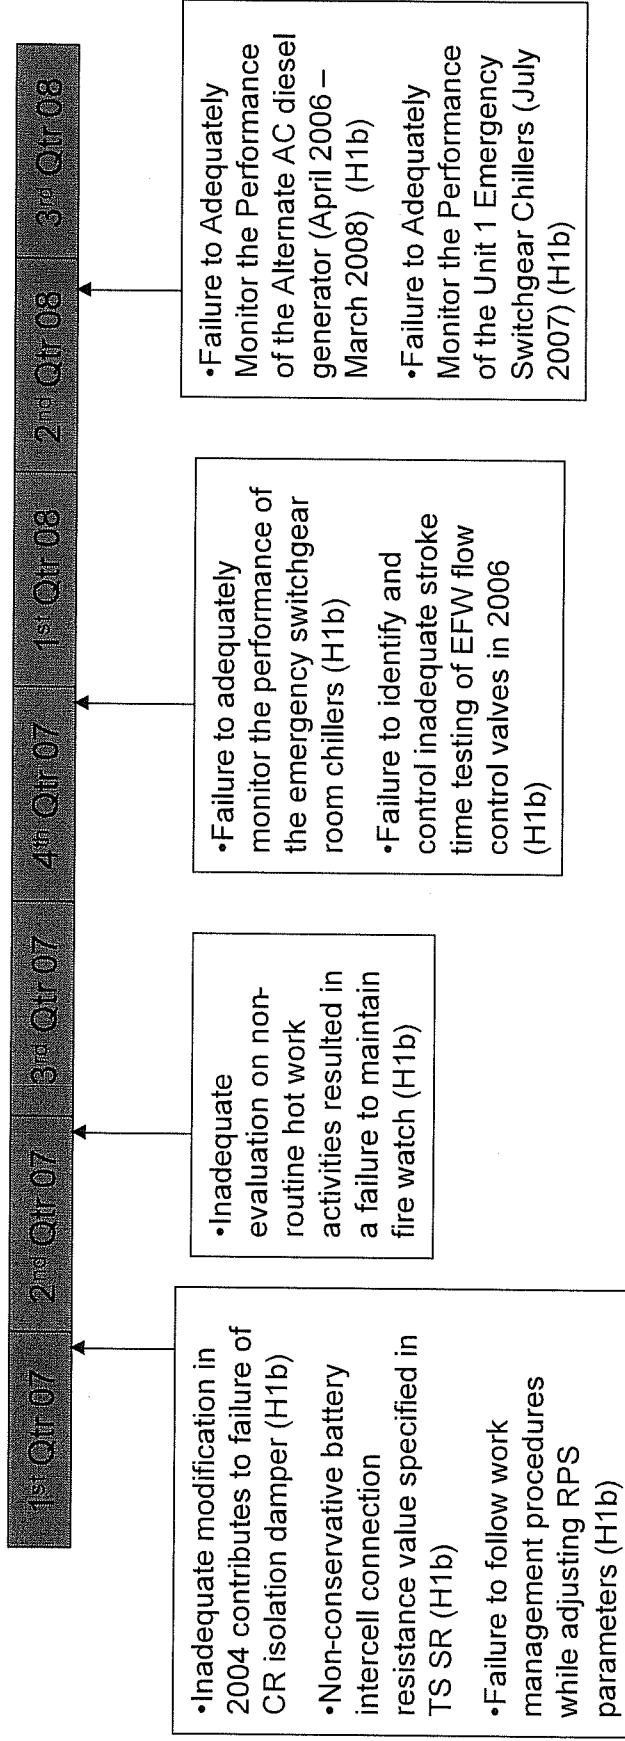 1st Qtr 07 2nd Qtr 07 3rd Qtr 07 4th Qtr 07 1st Qtr 08 2nd Qtr 08 3rd Qtr 08
•Inadequate modification in
2004 contributes to failure of
CR isolation damper (H1b)
•Non-conservative battery
intercell connection
resistance value specified in
TS SR (H1b)
•Failure to follow work
management procedures
while adjusting RPS
parameters (H1b)
•Inadequate
evaluation on non-
routine hot work
activities resulted in
a failure to maintain
fire watch (H1b)
•Failure to adequately
monitor the performance of
the emergency switchgear
room chillers (H1b)
•Failure to identify and
control inadequate stroke
time testing of EFW flow
control valves in 2006
(H1b)
•Failure to Adequately
Monitor the Performance
of the Alternate AC diesel
generator (April 2006 –
March 2008) (H1b)
•Failure to Adequately
Monitor the Performance
of the Unit 1 Emergency
Switchgear Chillers (July
2007) (H1b)